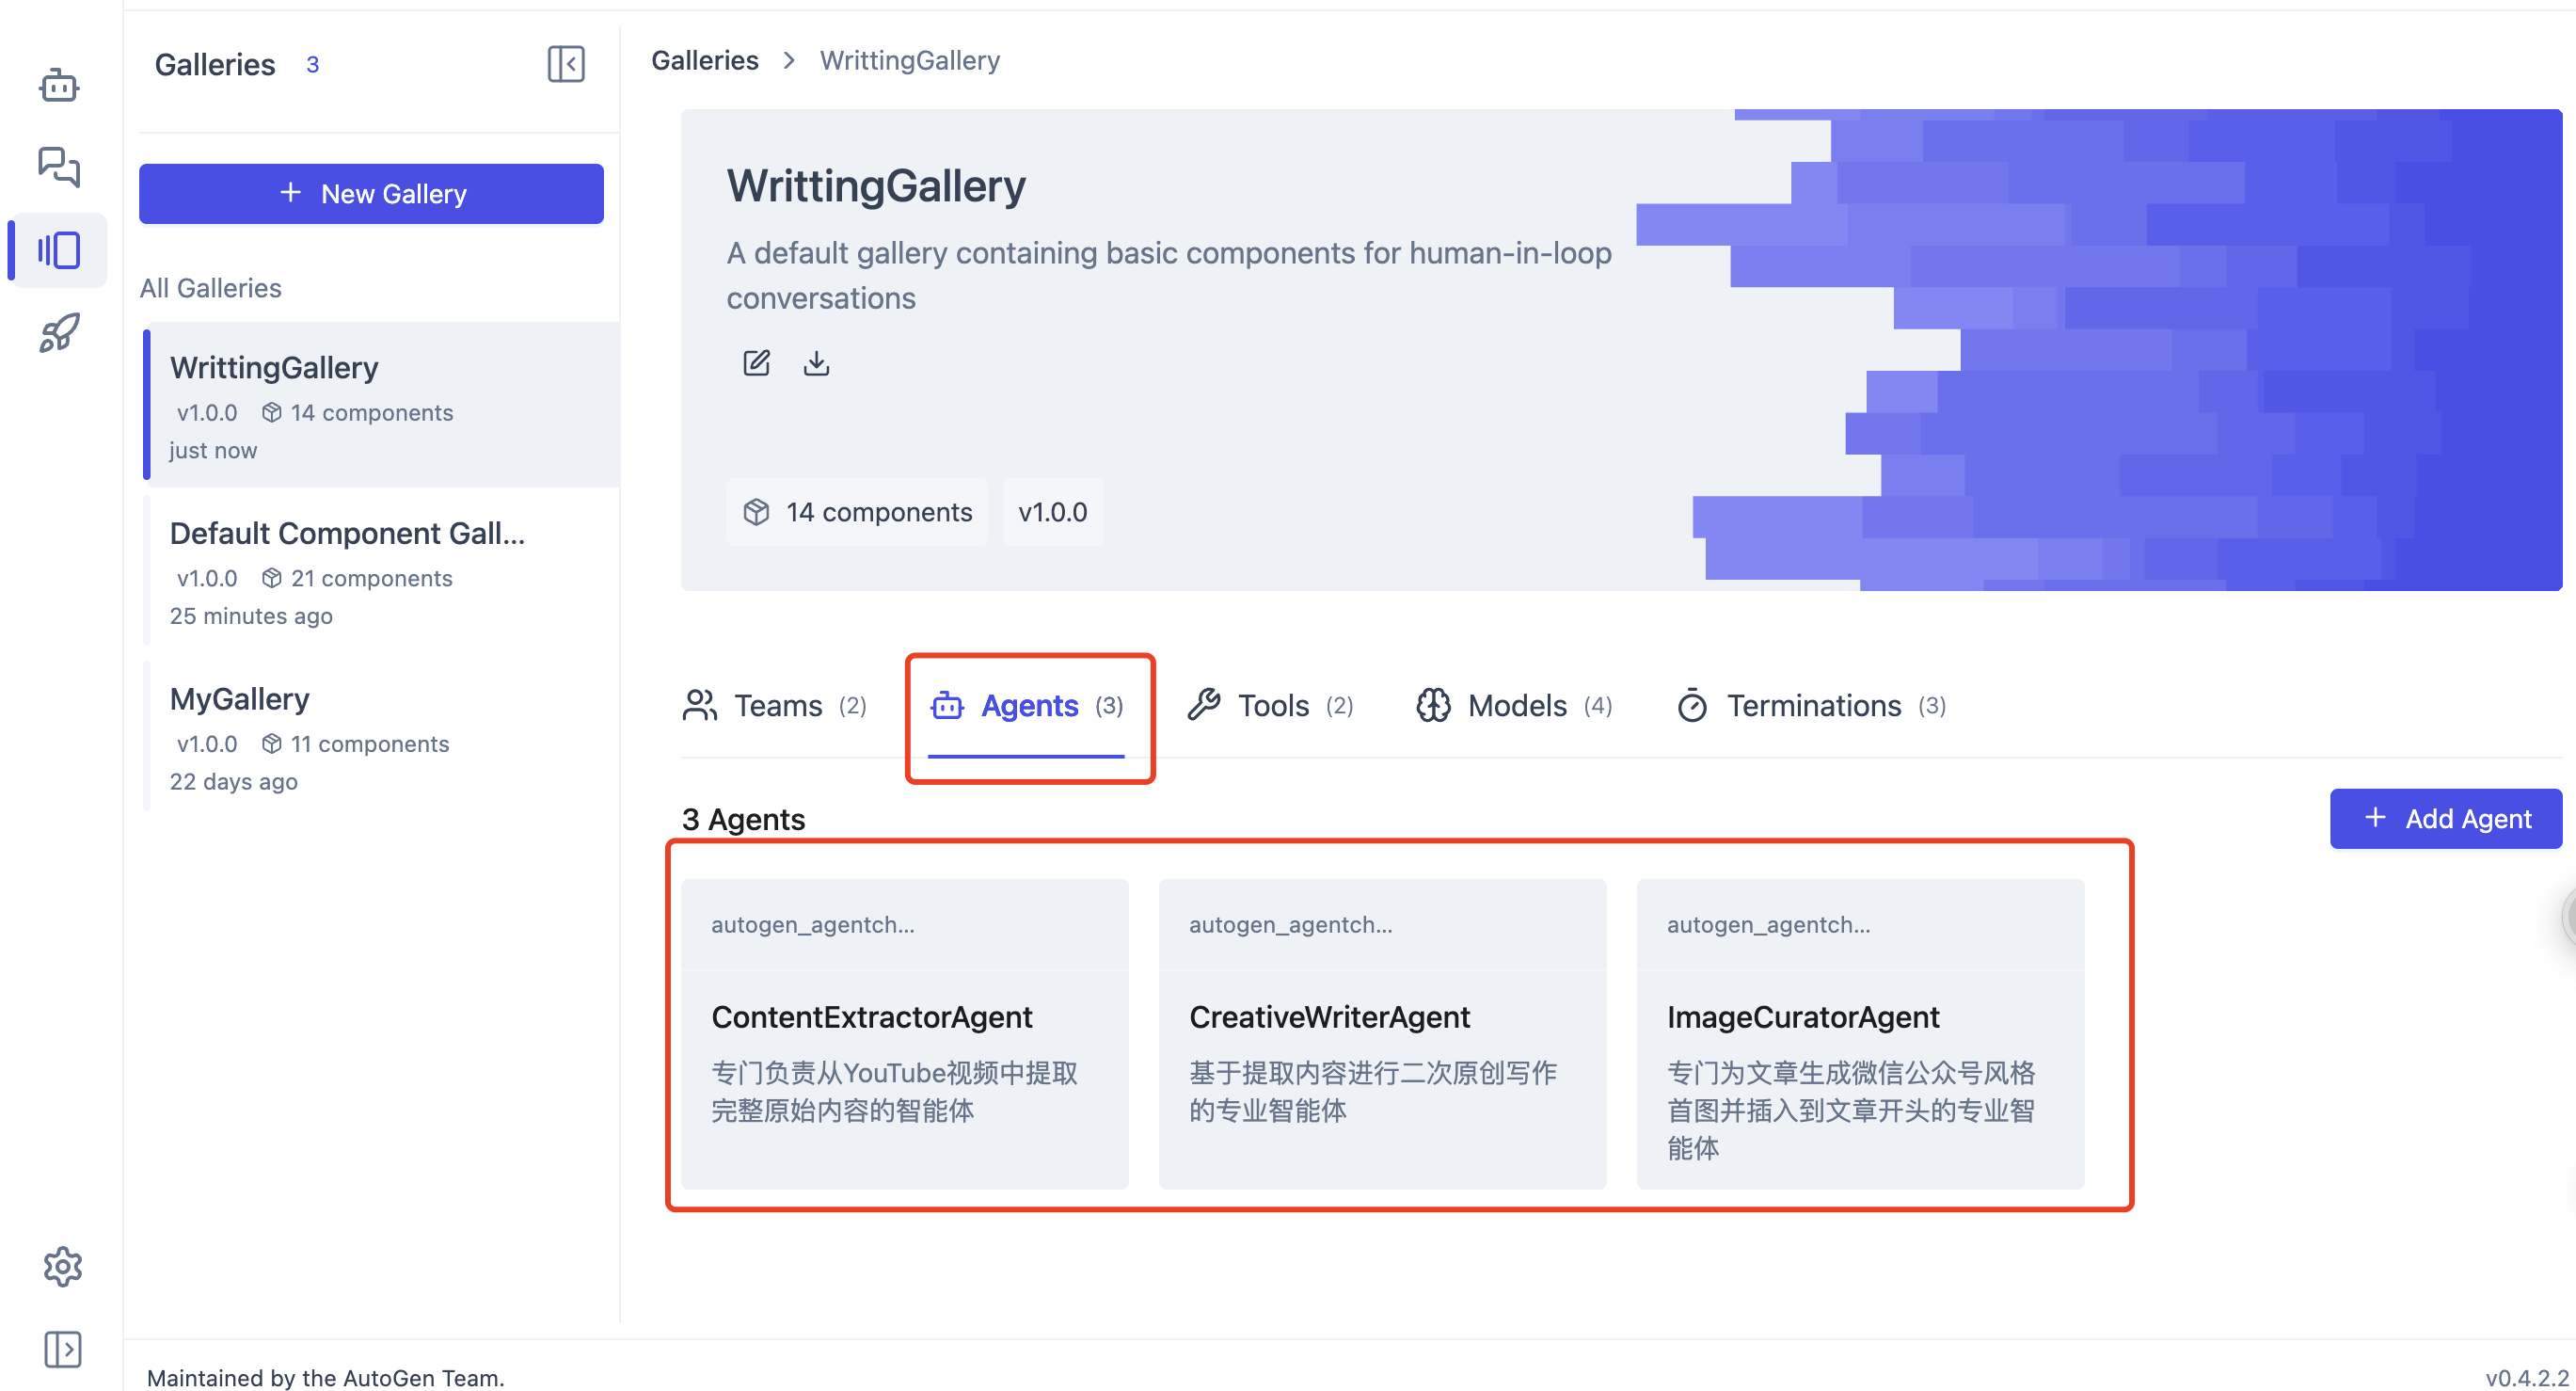 Galleries 3
New Gallery
All Galleries
WrittingGallery
v1.0.0 14 components
just now
Default Component Gall...
v1.0.0 21 components
25 minutes ago
MyGallery
v1.0.0 11 components
22 days ago
Galleries > WrittingGallery
WrittingGallery
A default gallery containing basic components for human-in-loop
conversations
14 components v1.0.0
Teams (2) Agents (3) Tools (2) Models (4) Terminations (3)
3 Agents
Add Agent
autogen_agentch...
ContentExtractorAgent
专门负责从YouTube视频中提取
完整原始内容的智能体
autogen_agentch...
CreativeWriterAgent
基于提取内容进行二次原创写作
的专业智能体
autogen_agentch...
ImageCuratorAgent
专门为文章生成微信公众号风格
首图并插入到文章开头的专业智
能体
Maintained by the AutoGen Team.
v0.4.2.2